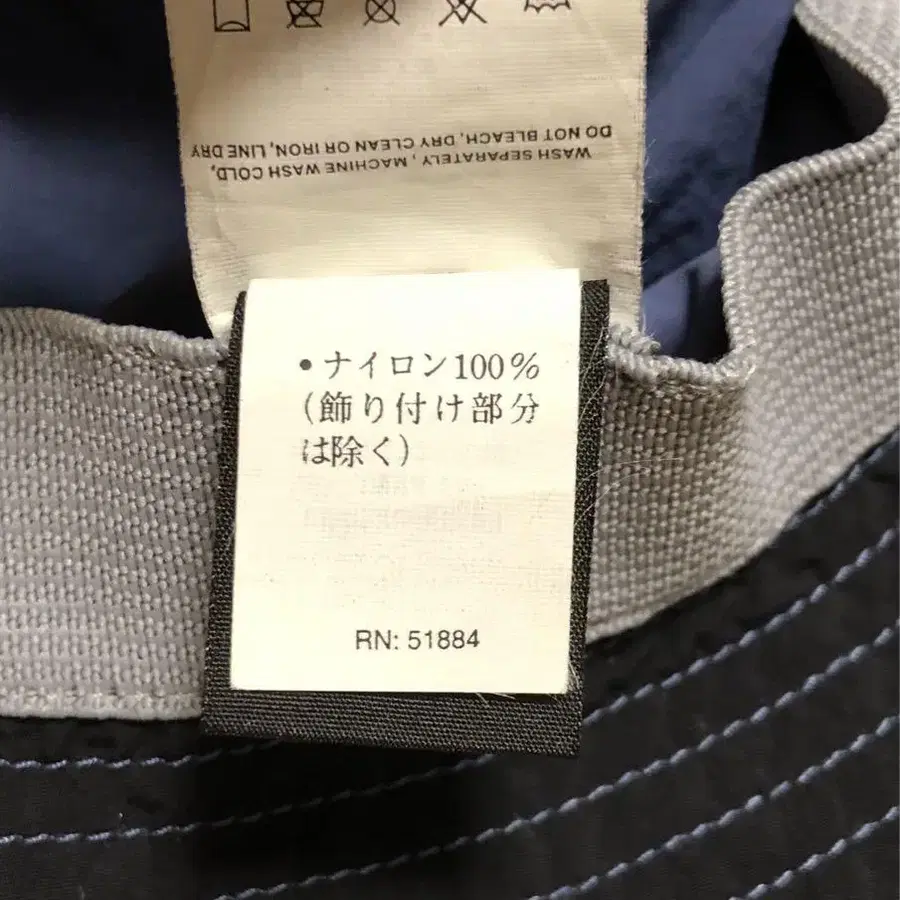 WASH SEPARATELY, MACHINE WASH COLD,
DO NOT BLEACH, DRY CLEAN OR IRON, LINE DRY
•ナイロン100%
(飾り付け部分
は除く)
RN: 51884